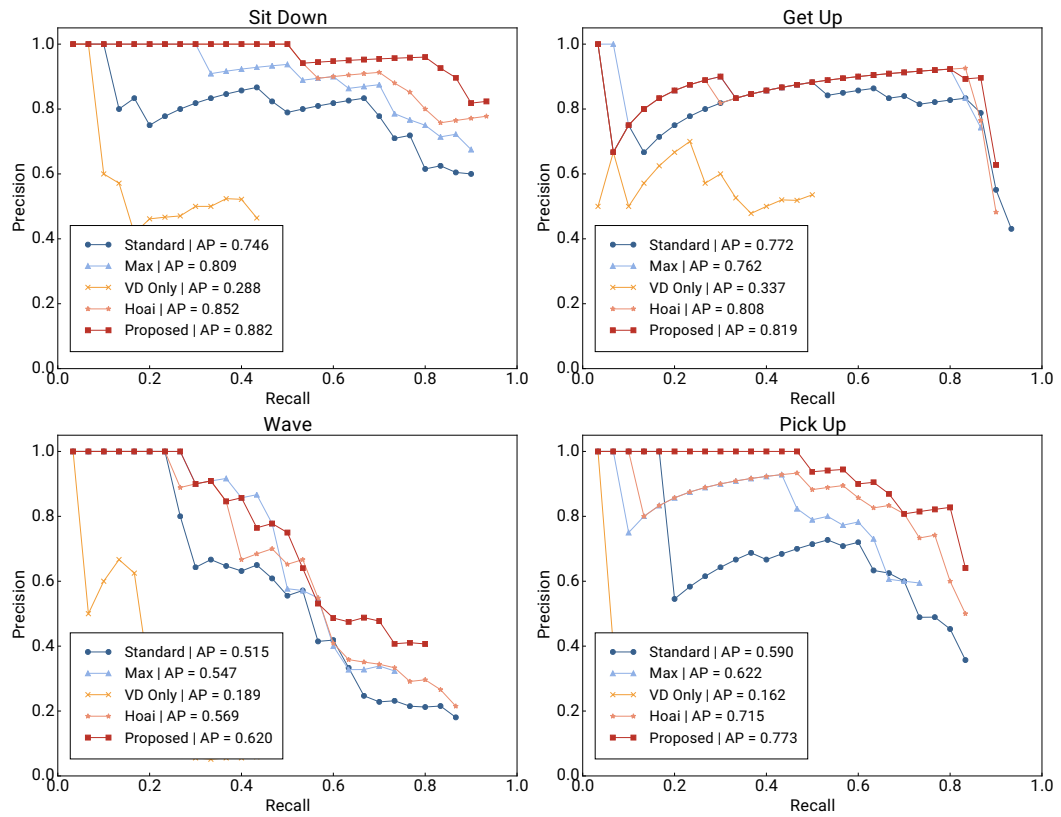 Sit Down
1.0
0.8
0.6
0.4
0.2
0.0
Precision
Standard | AP = 0.746
Max | AP = 0.809
VD Only | AP = 0.288
Hoai | AP = 0.852
Proposed | AP = 0.882
0.0 0.2 0.4 0.6 0.8 1.0
Recall
Get Up
1.0
0.8
0.6
0.4
0.2
0.0
Precision
Standard | AP = 0.772
Max | AP = 0.762
VD Only | AP = 0.337
Hoai | AP = 0.808
Proposed | AP = 0.819
0.0 0.2 0.4 0.6 0.8 1.0
Recall
Wave
1.0
0.8
0.6
0.4
0.2
0.0
Precision
Standard | AP = 0.515
Max | AP = 0.547
VD Only | AP = 0.189
Hoai | AP = 0.569
Proposed | AP = 0.620
0.0 0.2 0.4 0.6 0.8 1.0
Recall
Pick Up
1.0
0.8
0.6
0.4
0.2
0.0
Precision
Standard | AP = 0.590
Max | AP = 0.622
VD Only | AP = 0.162
Hoai | AP = 0.715
Proposed | AP = 0.773
0.0 0.2 0.4 0.6 0.8 1.0
Recall